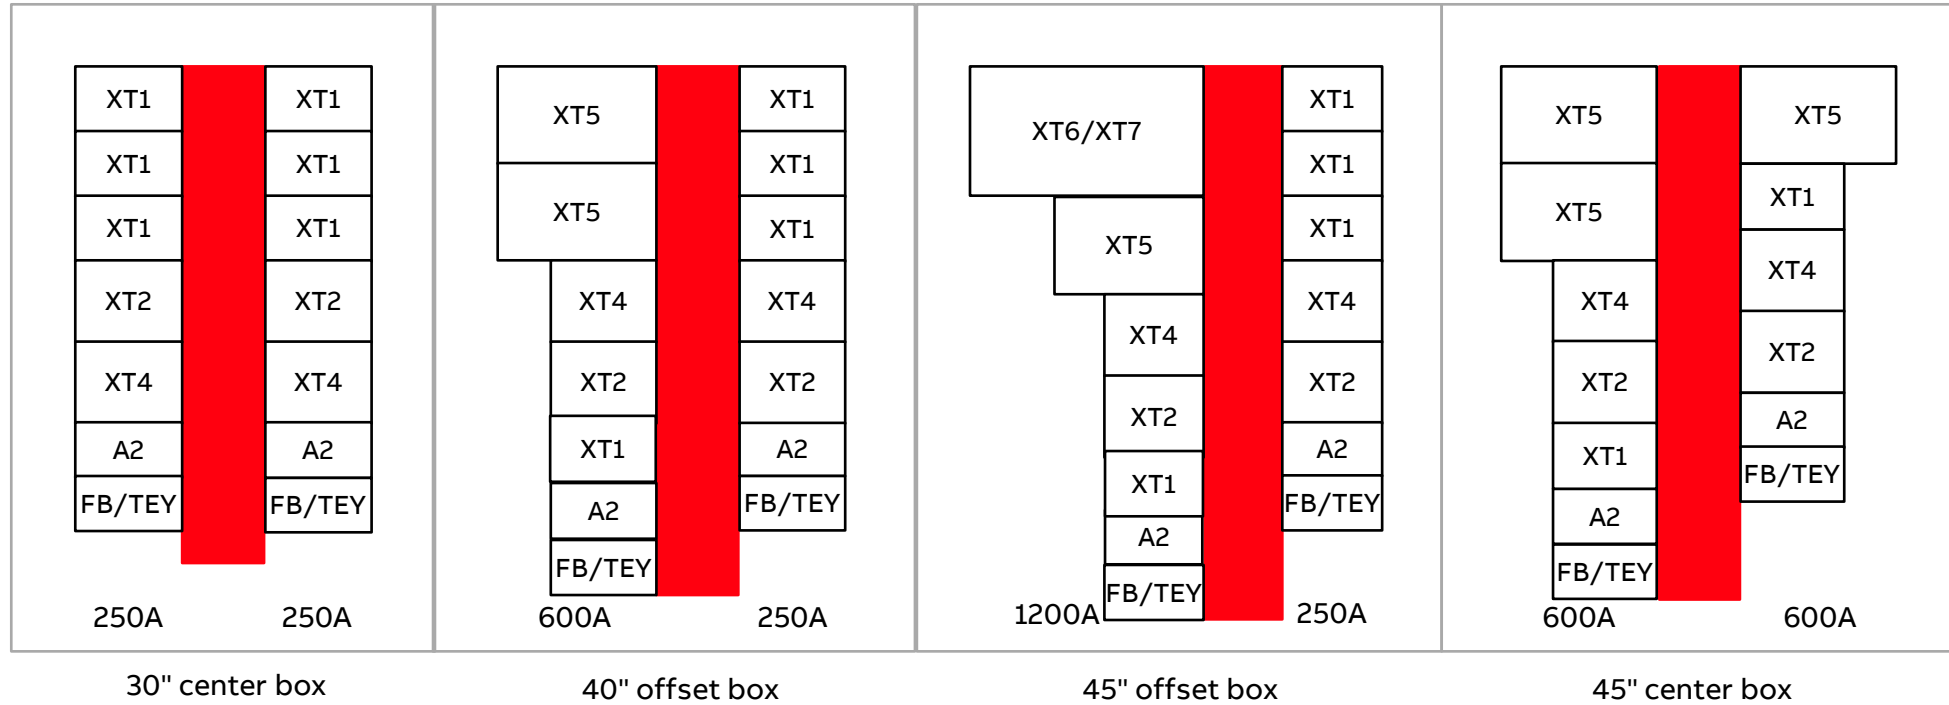 XT1
XT1
XT1
XT2
XT4
A2
FB/TEY
250A
XT1
XT1
XT1
XT2
XT4
A2
FB/TEY
250A
30" center box
XT5
XT5
XT4
XT2
XT1
A2
FB/TEY
600A
XT1
XT1
XT1
XT4
XT2
A2
FB/TEY
250A
40" offset box
XT6/XT7
XT5
XT4
XT2
XT1
A2
FB/TEY
1200A
XT1
XT1
XT1
XT4
XT2
A2
FB/TEY
250A
45" offset box
XT5
XT5
XT4
XT2
XT1
A2
FB/TEY
600A
XT5
XT1
XT4
XT2
A2
FB/TEY
600A
45" center box